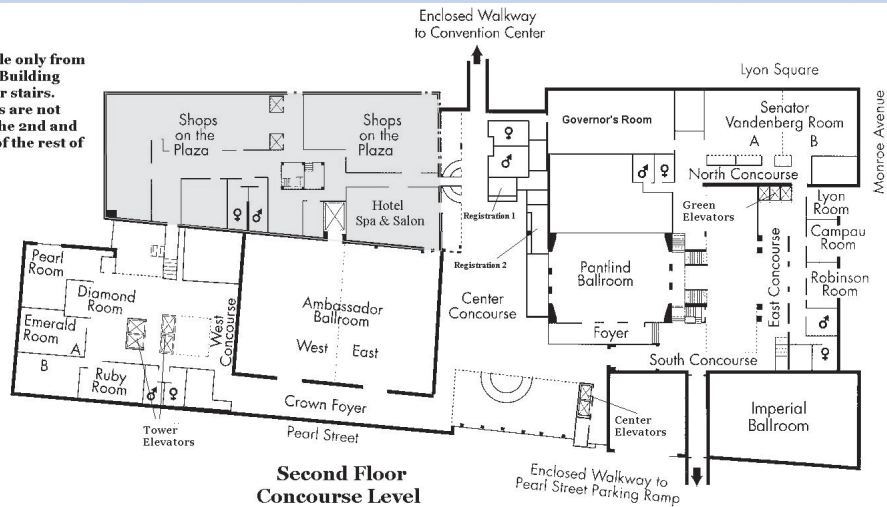 Enclosed Walkway
to Convention Center
le only from
Building
r stairs.
s are not
he 2nd and
of the rest of
Lyon Square
Monroe Avenue
Shops
on the
Plaza
Shops
on the
Plaza
Hotel
Spa & Salon
Governor's Room
Senator
Vandenberg Room
A
B
North Concourse
Registration 1
Registration 2
Green
Elevators
Lyon
Room
Campau
Room
Robinson
Room
East Concourse
Pantlind
Ballroom
Foyer
Center
Concourse
South Concourse
Pearl
Room
Diamond
Room
Emerald
Room
A
B
Ruby
Room
West
Concourse
Ambassador
Ballroom
West
East
Crown Foyer
Tower
Elevators
Pearl Street
Center
Elevators
Imperial
Ballroom
Enclosed Walkway to
Pearl Street Parking Ramp
Second Floor
Concourse Level